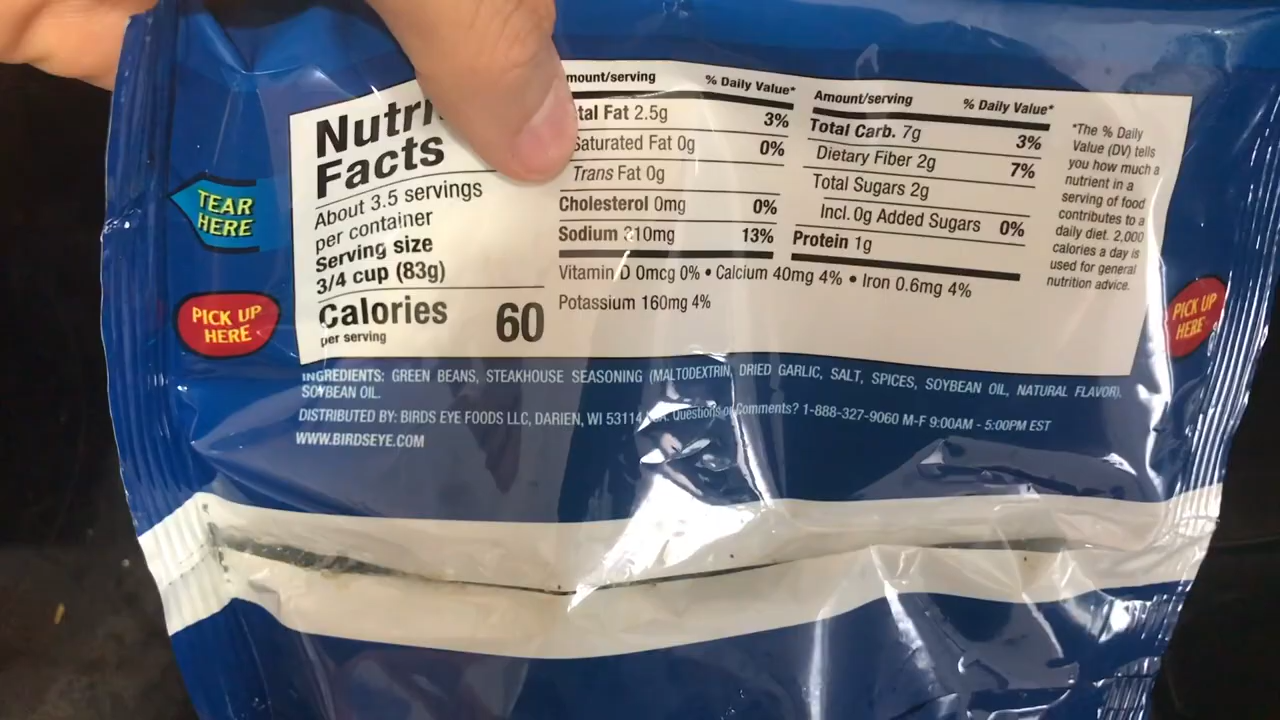 Facts
About 3.5 servings
per container
Serving size
3/4 cup (83g)
Calories
per serving
60
% Daily Value*
Fat 2.5g 3%
Saturated Fat 0g 0%
Trans Fat 0g
Cholesterol 0mg 0%
Sodium 13%
Amount/serving % Daily Value*
Total Carb. 7g 3%
Dietary Fiber 2g 7%
Total Sugars 2g
Incl. 0g Added Sugars 0%
Protein 1g
Vitamin D 0mcg 0% • Calcium 40mg 4% • Iron 0.6mg 4%
Potassium 160mg 4%
*The % Daily
Value (DV) tells
you how much a
nutrient in a
serving of food
contributes to a
daily diet. 2,000
calories a day is
used for general
nutrition advice.
TEAR
HERE
PICK UP
HERE
PICK UP
HERE
INGREDIENTS: GREEN BEANS, STEAKHOUSE SEASONING (MALTODEXTRIN, DRIED GARLIC, SALT, SPICES, SOYBEAN OIL, NATURAL FLAVOR),
SOYBEAN OIL.
DISTRIBUTED BY: BIRDS EYE FOODS LLC, DARIEN, WI 53114 Questions or Comments? 1-888-327-9060 M-F 9:00AM - 5:00PM EST
WWW.BIRDSEYE.COM